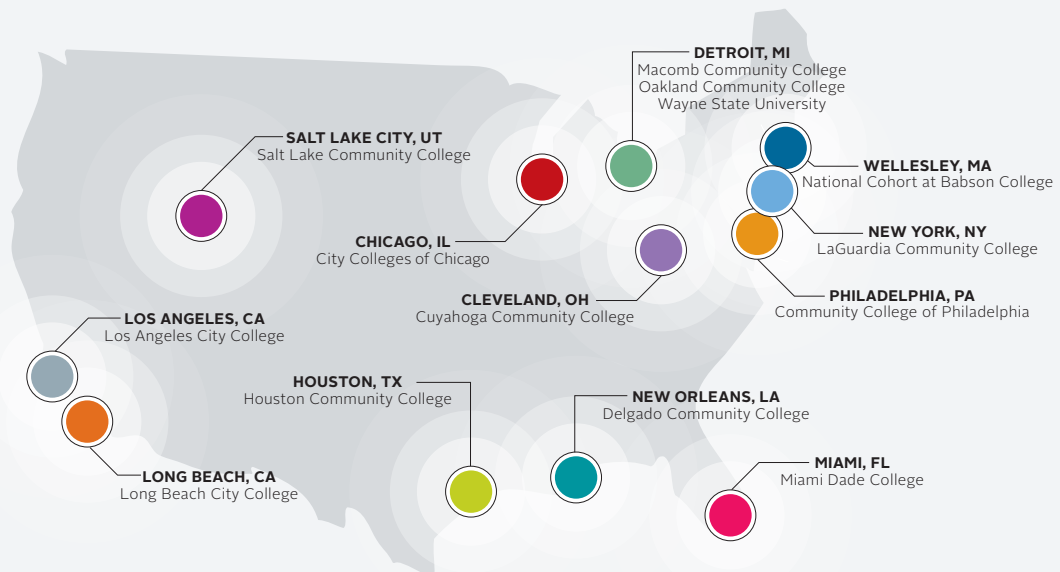 DETROIT, MI
Macomb Community College
Oakland Community College
Wayne State University
SALT LAKE CITY, UT
Salt Lake Community College
WELLESLEY, MA
National Cohort at Babson College
NEW YORK, NY
LaGuardia Community College
CHICAGO, IL
City Colleges of Chicago
CLEVELAND, OH
Cuyahoga Community College
PHILADELPHIA, PA
Community College of Philadelphia
LOS ANGELES, CA
Los Angeles City College
HOUSTON, TX
Houston Community College
NEW ORLEANS, LA
Delgado Community College
LONG BEACH, CA
Long Beach City College
MIAMI, FL
Miami Dade College